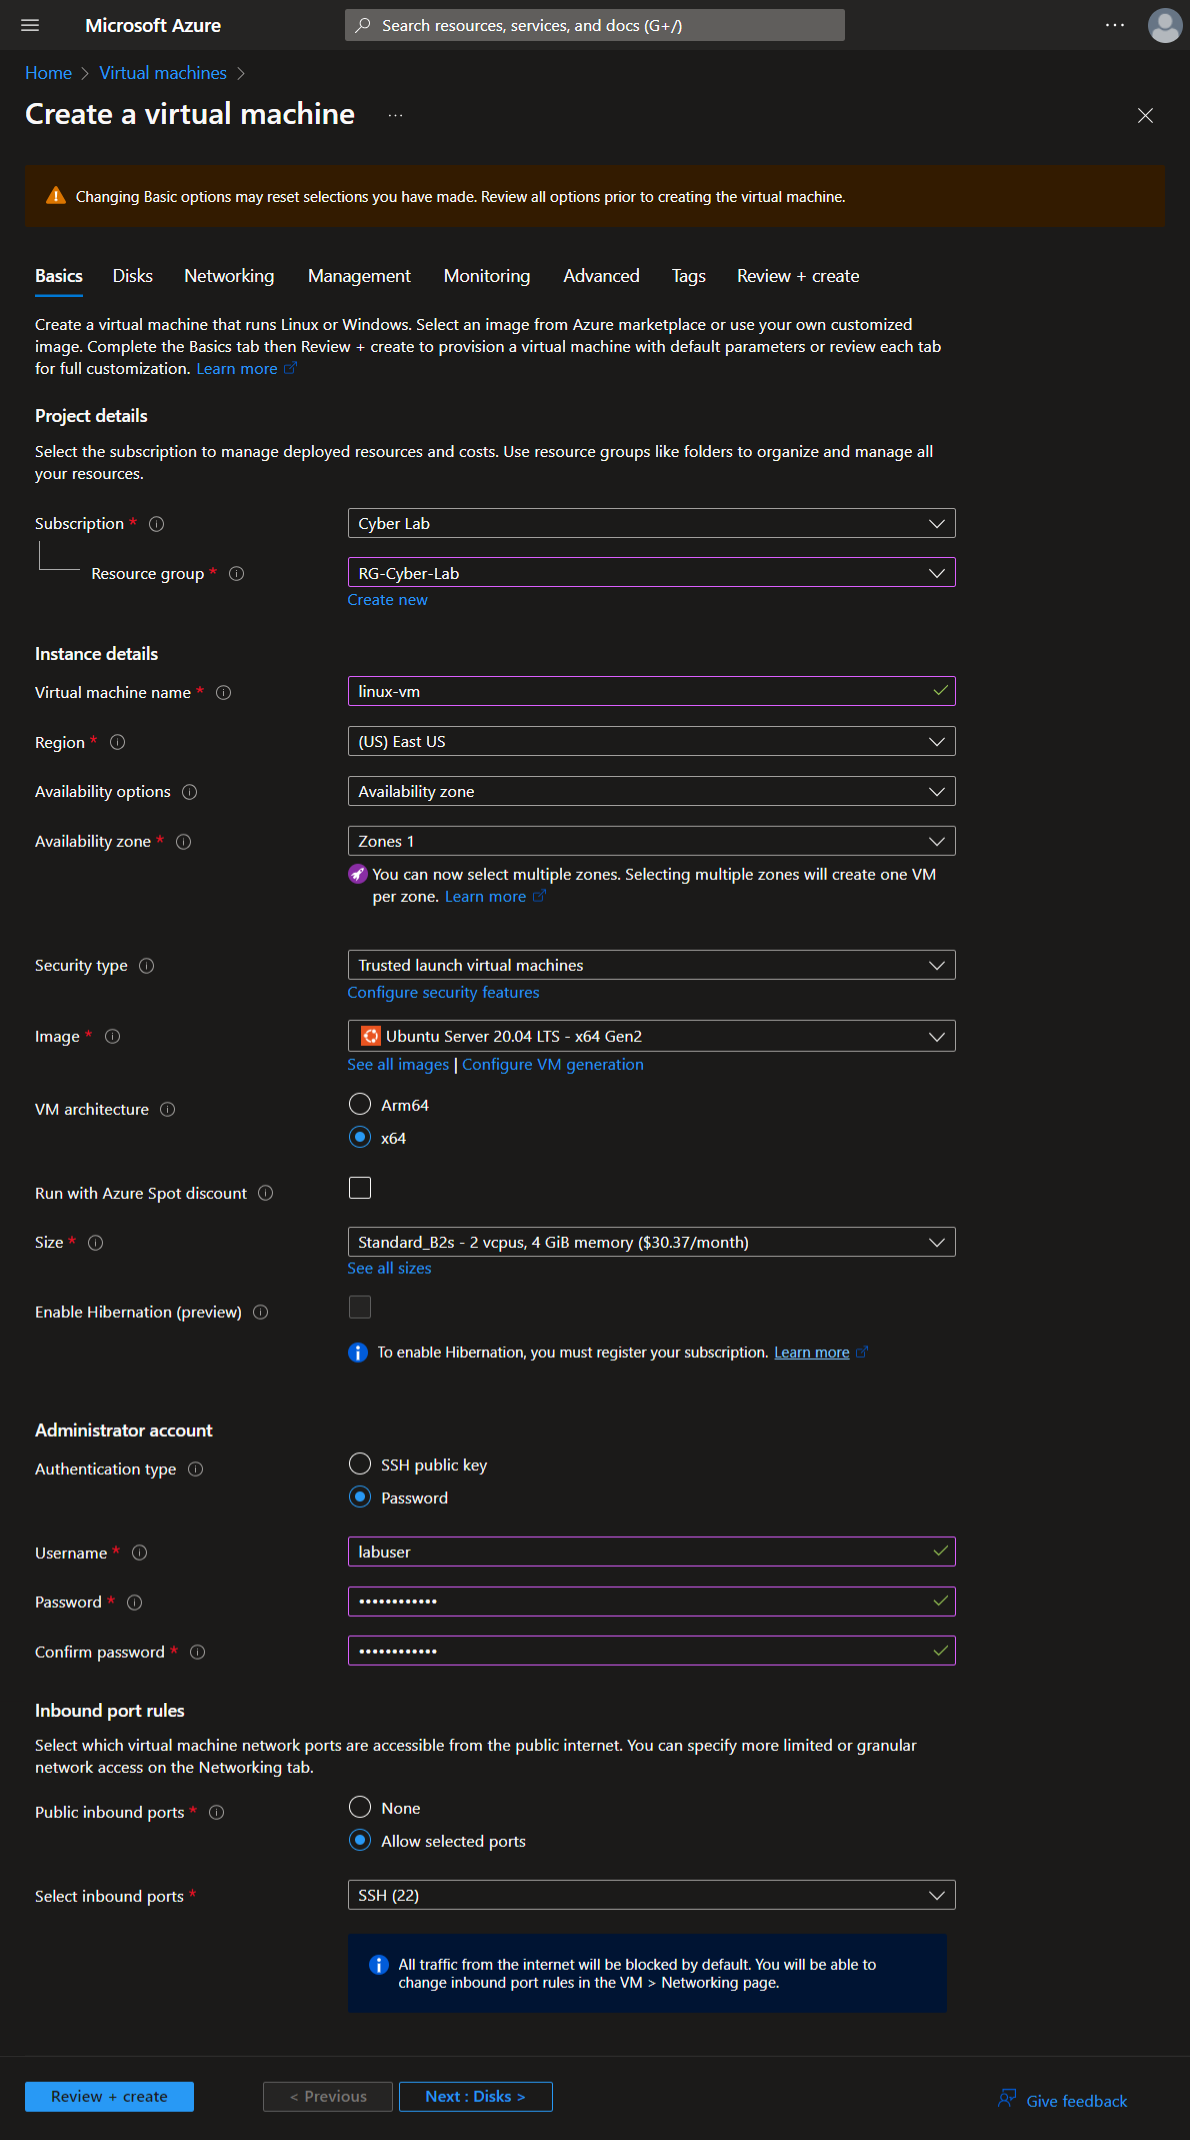 Microsoft Azure
Search resources, services, and docs (G+/)
Home > Virtual machines >
Create a virtual machine ...
Changing Basic options may reset selections you have made. Review all options prior to creating the virtual machine.
Basics Disks Networking Management Monitoring Advanced Tags Review + create
Create a virtual machine that runs Linux or Windows. Select an image from Azure marketplace or use your own customized
image. Complete the Basics tab then Review + create to provision a virtual machine with default parameters or review each tab
for full customization. Learn more
Project details
Select the subscription to manage deployed resources and costs. Use resource groups like folders to organize and manage all
your resources.
Subscription * Cyber Lab
Resource group * RG-Cyber-Lab
Create new
Instance details
Virtual machine name * linux-vm
Region * (US) East US
Availability options Availability zone
Availability zone * Zones 1
You can now select multiple zones. Selecting multiple zones will create one VM
per zone. Learn more
Security type Trusted launch virtual machines
Configure security features
Image * Ubuntu Server 20.04 LTS - x64 Gen2
See all images | Configure VM generation
VM architecture Arm64
x64
Run with Azure Spot discount
Size * Standard_B2s - 2 vcpus, 4 GiB memory ($30.37/month)
See all sizes
Enable Hibernation (preview)
To enable Hibernation, you must register your subscription. Learn more
Administrator account
Authentication type SSH public key
Password
Username * labuser
Password * ••••••••••••
Confirm password * ••••••••••••
Inbound port rules
Select which virtual machine network ports are accessible from the public internet. You can specify more limited or granular
network access on the Networking tab.
Public inbound ports * None
Allow selected ports
Select inbound ports * SSH (22)
All traffic from the internet will be blocked by default. You will be able to
change inbound port rules in the VM > Networking page.
Review + create < Previous Next : Disks > Give feedback